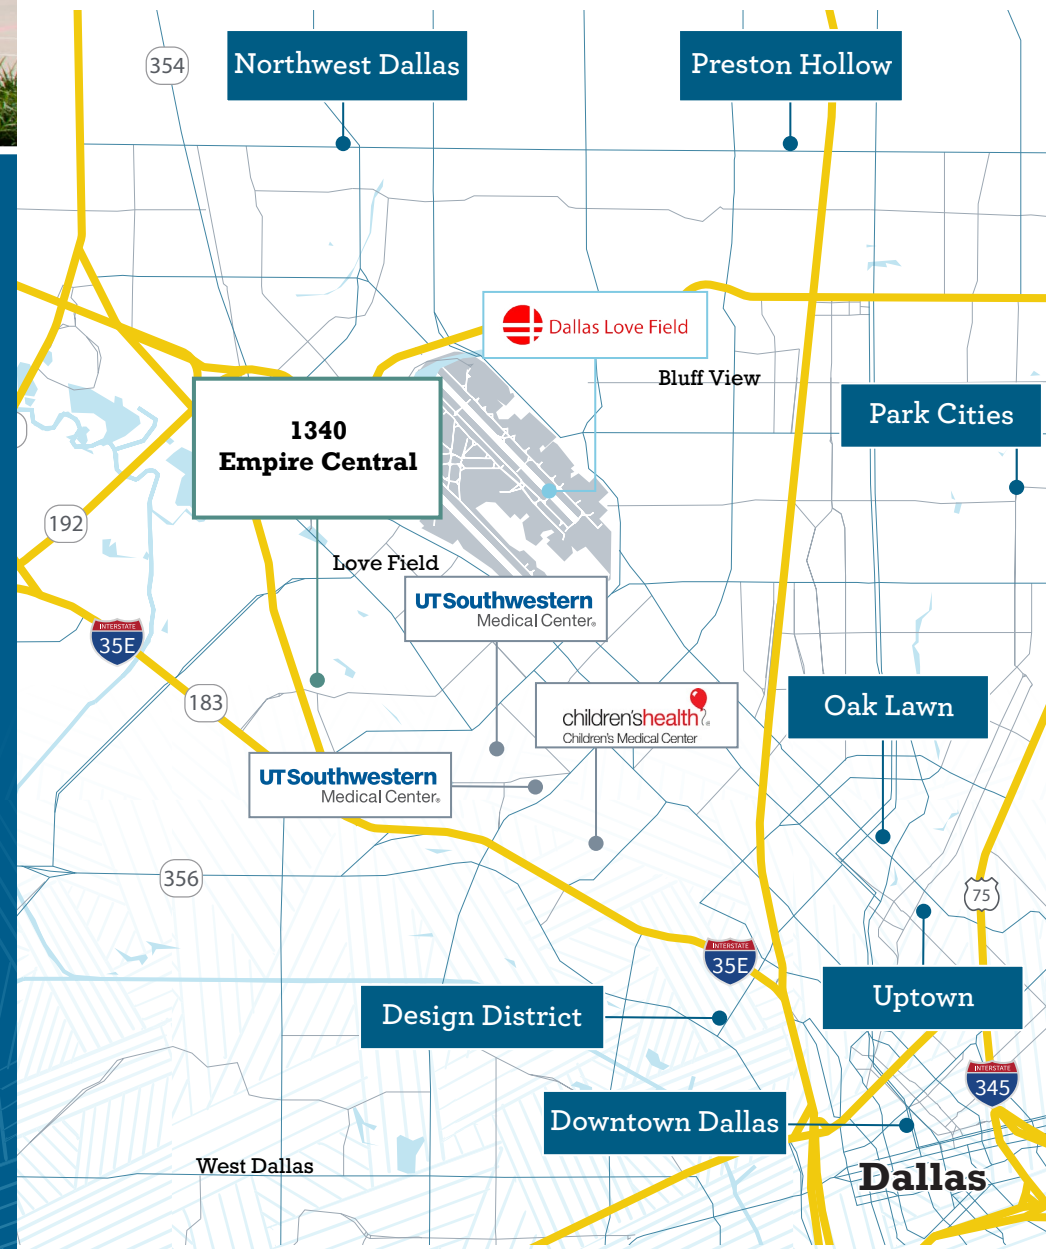 354
Northwest Dallas
Preston Hollow
Dallas Love Field
Bluff View
Park Cities
1340
Empire Central
192
Love Field
UTSouthwestern
Medical Center®
INTERSTATE
35E
183
children'shealth®
Children's Medical Center
Oak Lawn
UTSouthwestern
Medical Center®
356
75
INTERSTATE
35E
Uptown
Design District
INTERSTATE
345
Downtown Dallas
West Dallas
Dallas